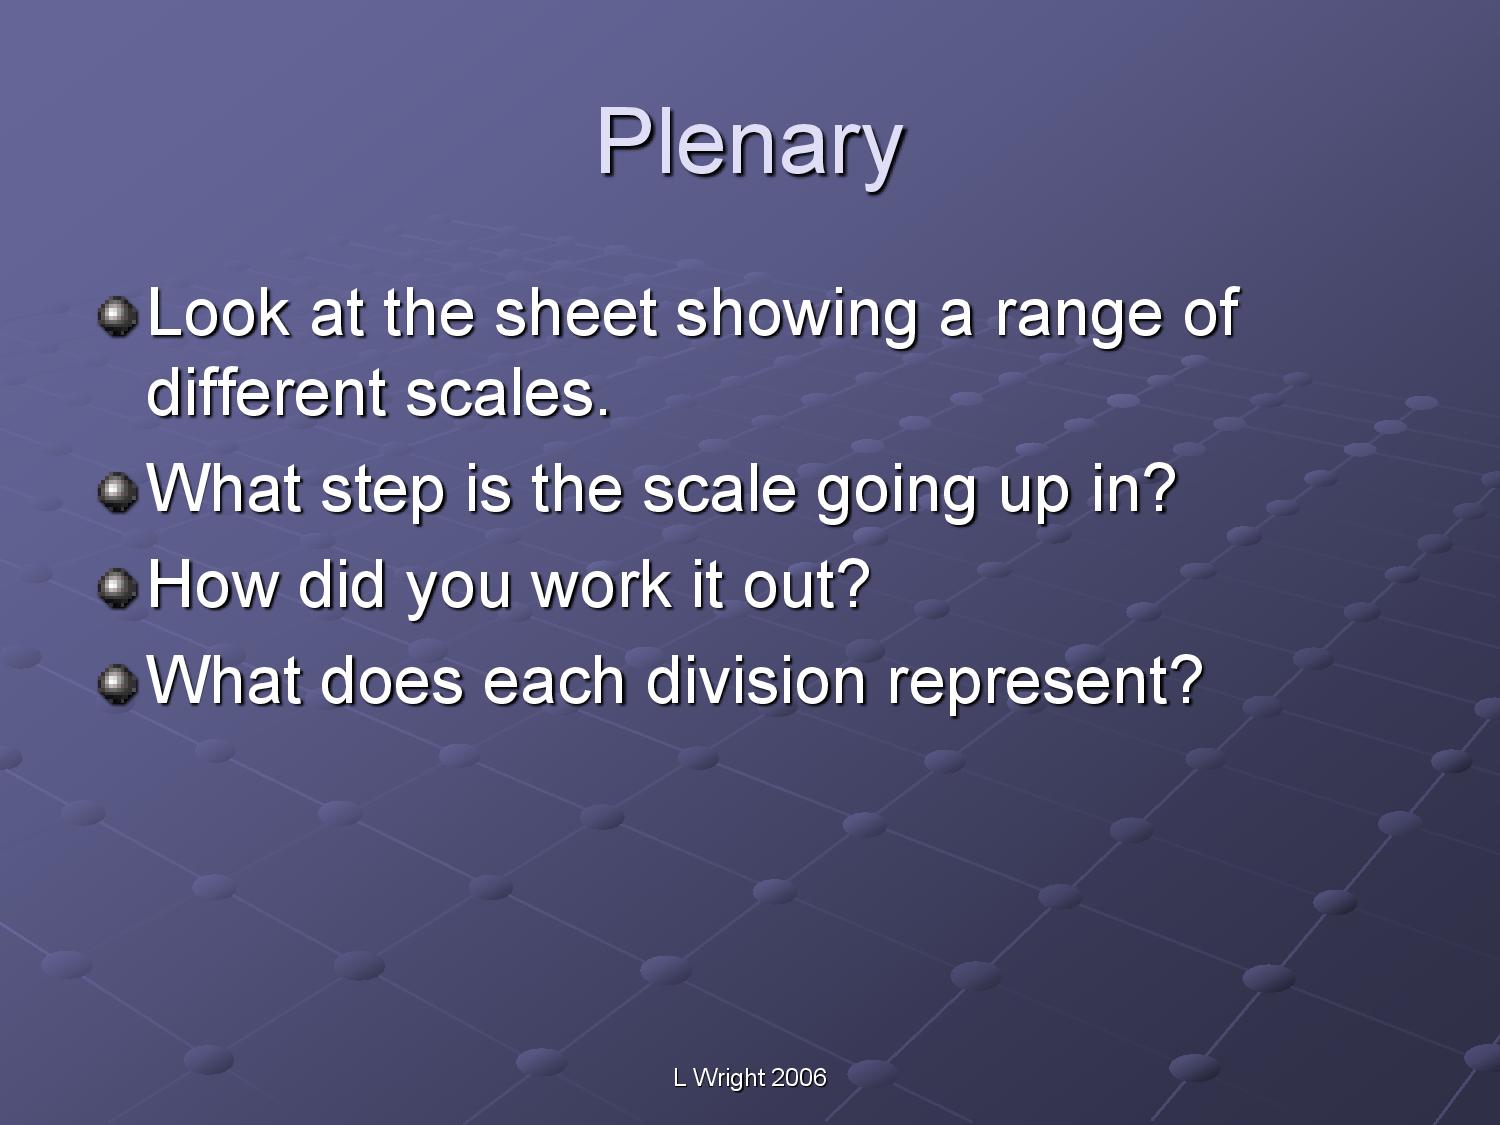 Plenary
Look at the sheet showing a range of
different scales.
What step is the scale going up in?
How did you work it out?
What does each division represent?
L Wright 2006